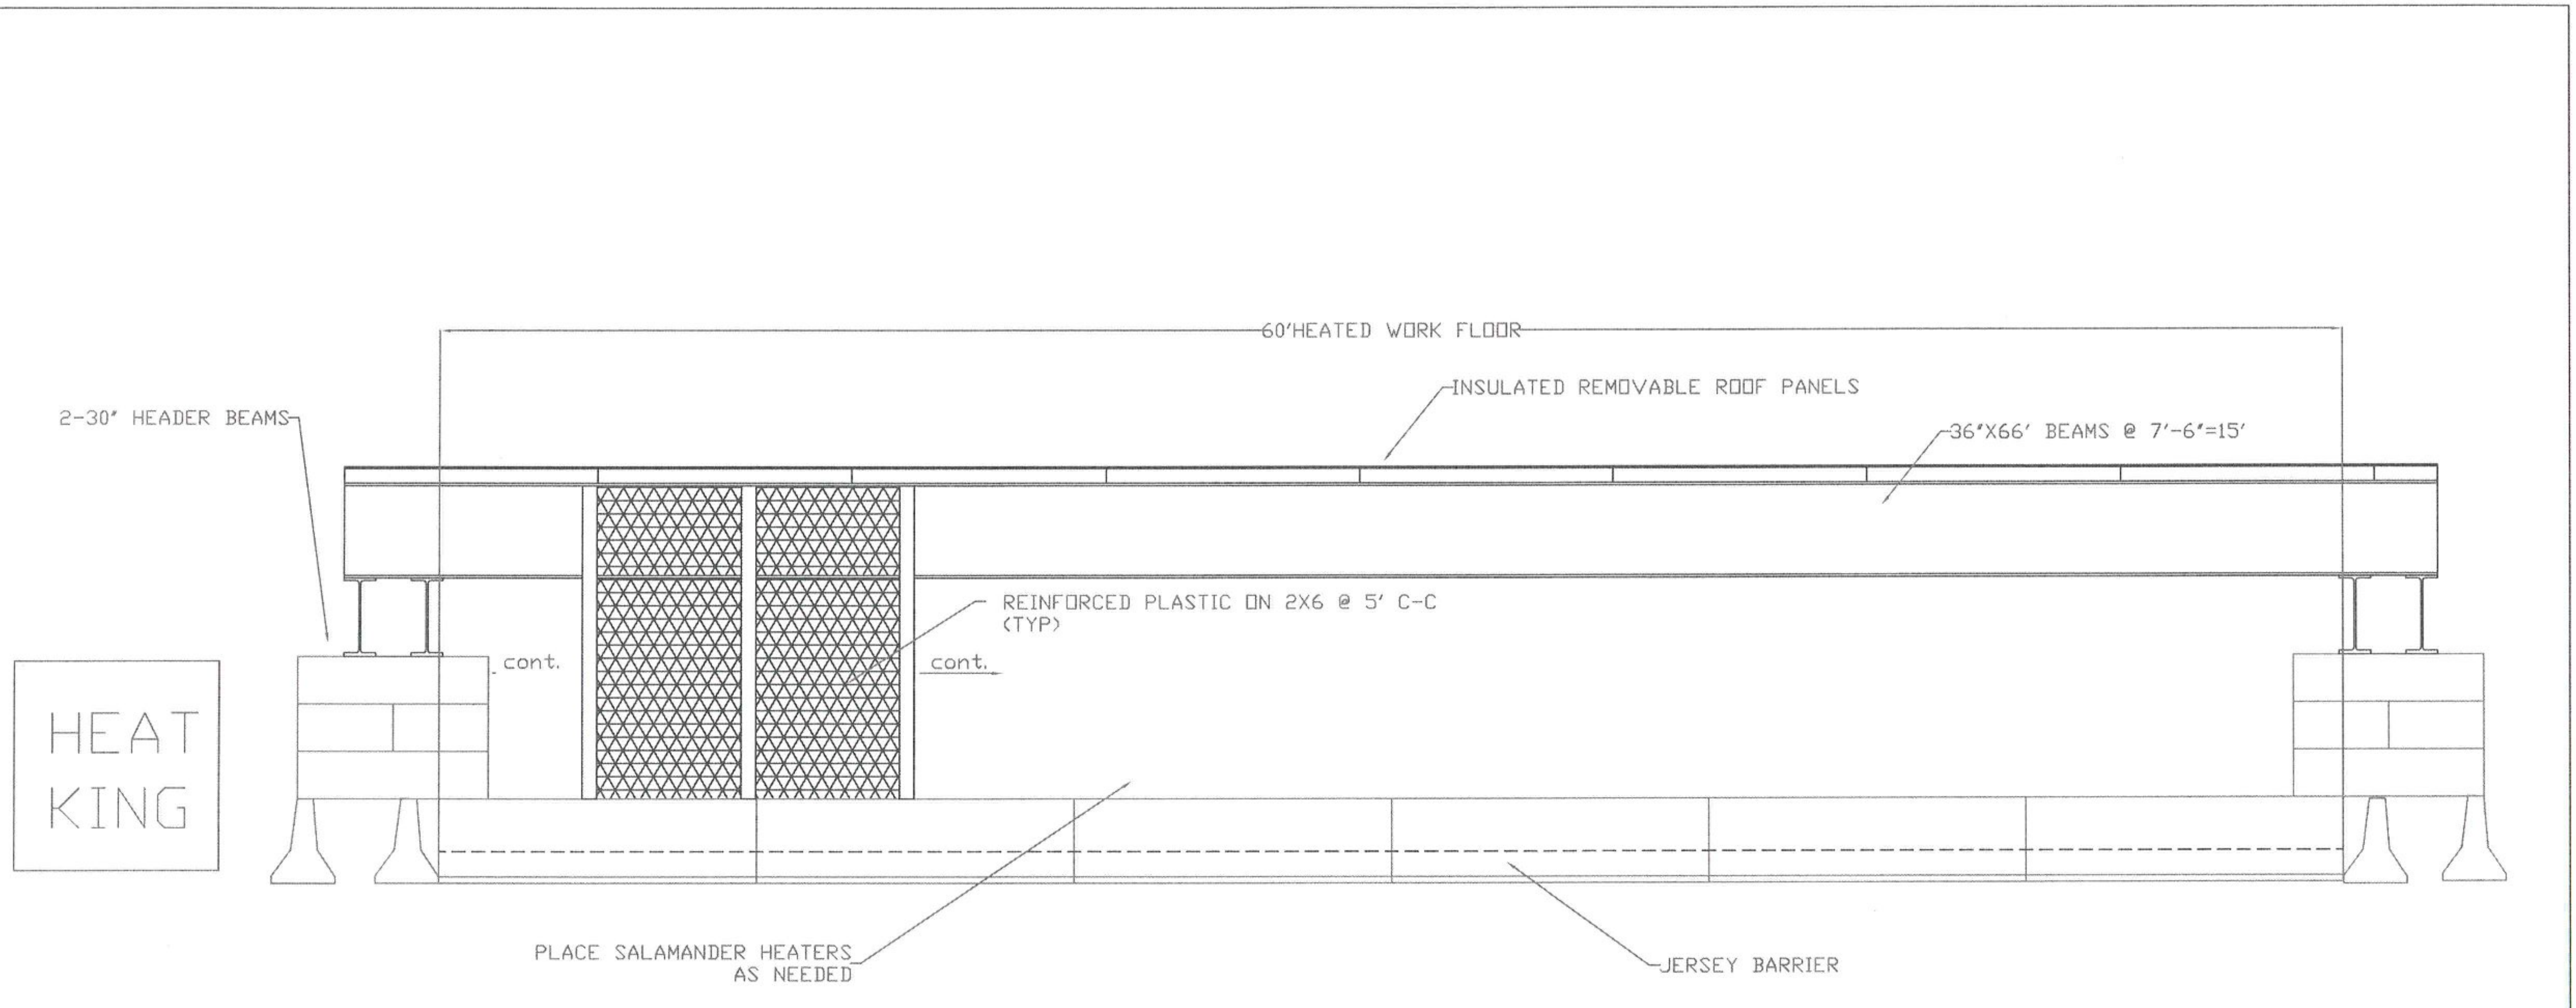 60'HEATED WORK FLOOR
INSULATED REMOVABLE ROOF PANELS
2-30" HEADER BEAMS
36"X66' BEAMS @ 7'-6"=15'
REINFORCED PLASTIC ON 2X6 @ 5' C-C
(TYP)
cont.
cont.
HEAT
KING
PLACE SALAMANDER HEATERS
AS NEEDED
JERSEY BARRIER